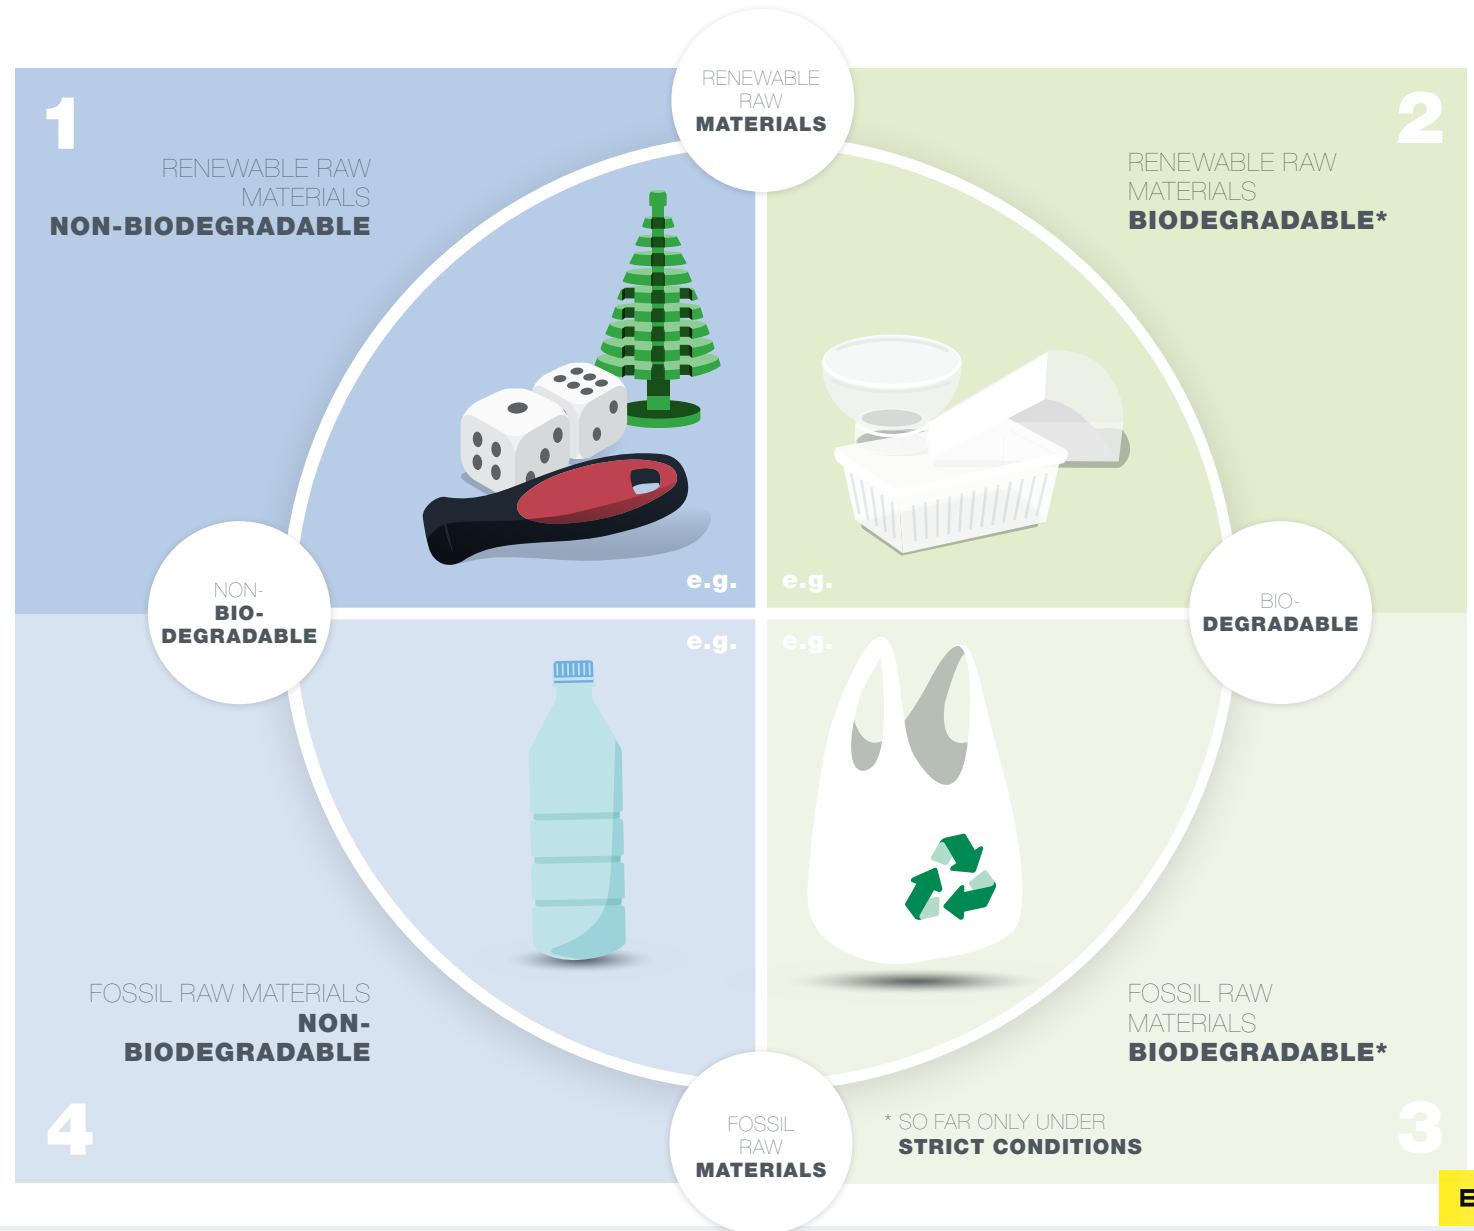 RENEWABLE
RAW
MATERIALS
1
RENEWABLE RAW
MATERIALS
NON-BIODEGRADABLE
2
RENEWABLE RAW
MATERIALS
BIODEGRADABLE*
e.g.
e.g.
NON-
BIO-
DEGRADABLE
BIO-
DEGRADABLE
e.g.
e.g.
FOSSIL RAW MATERIALS
NON-
BIODEGRADABLE
4
FOSSIL RAW
MATERIALS
BIODEGRADABLE*
3
FOSSIL
RAW
MATERIALS
* SO FAR ONLY UNDER
STRICT CONDITIONS